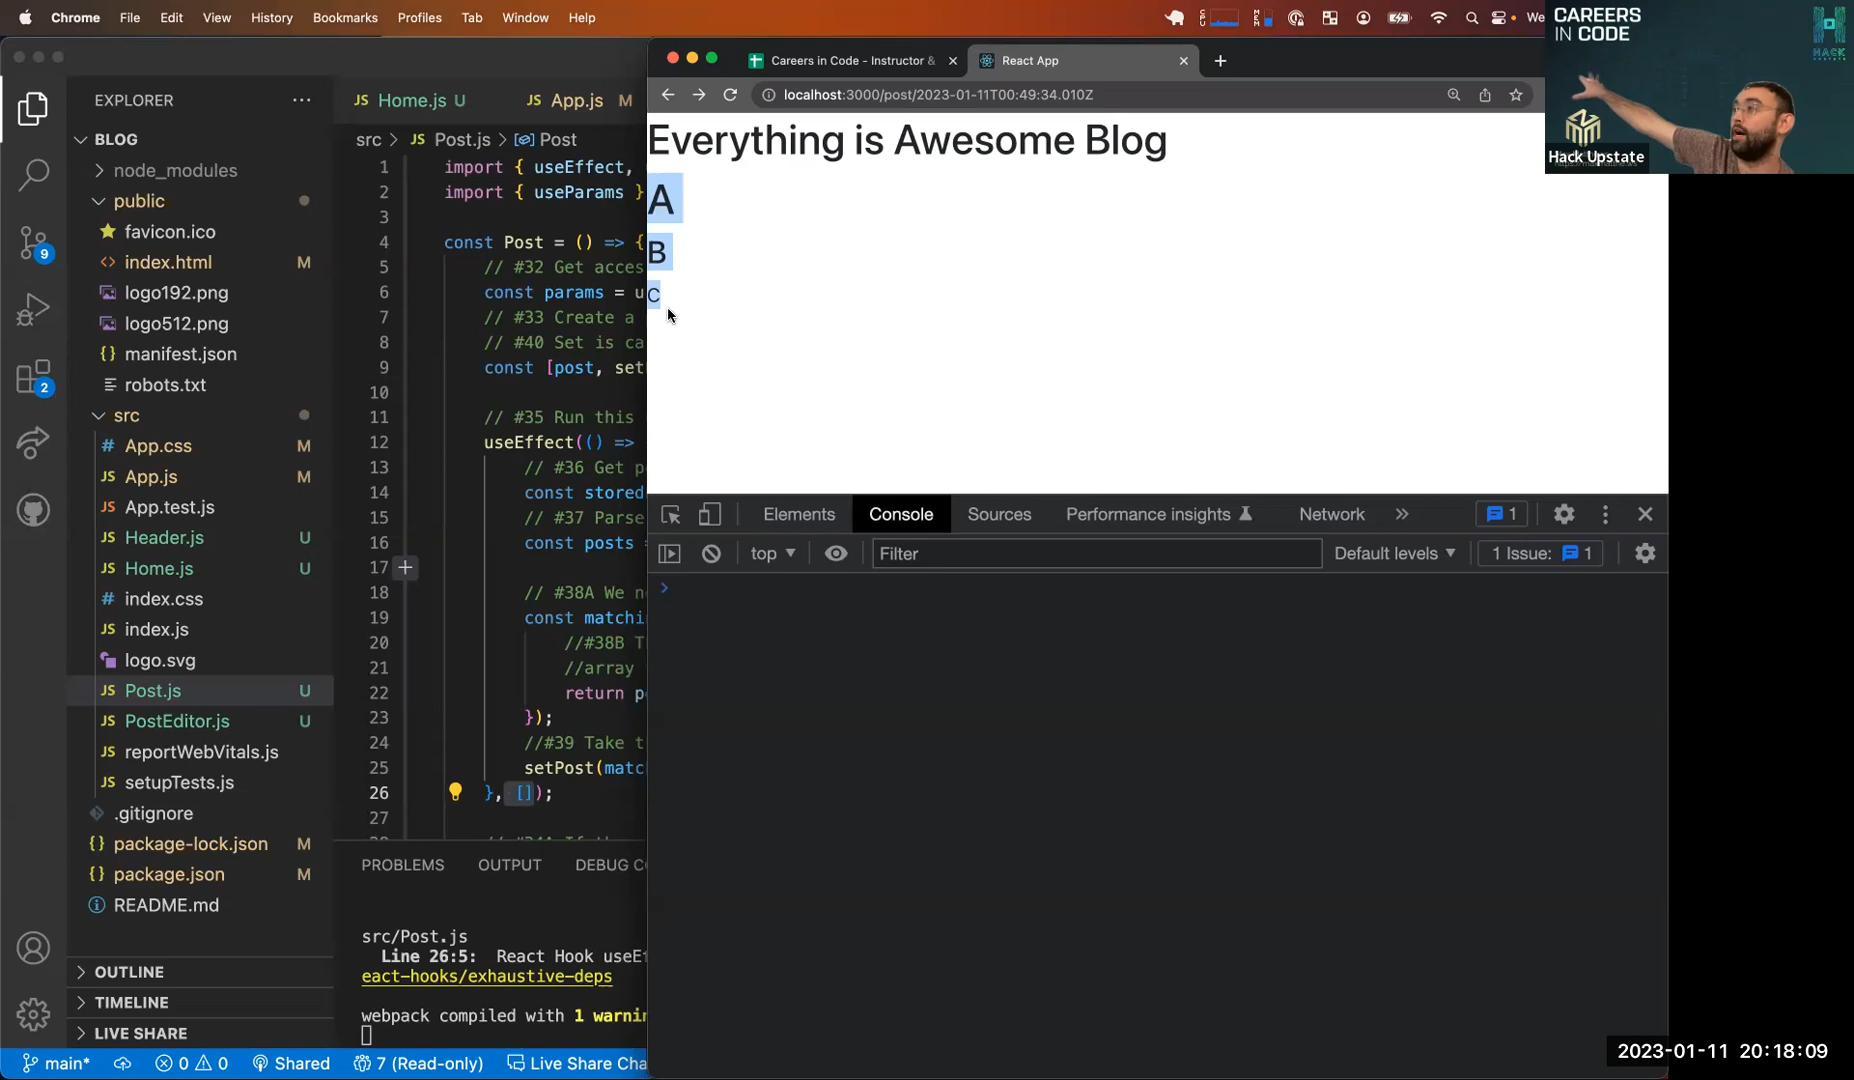 Chrome File Edit View History Bookmarks Profiles Tab Window Help We
CAREERS
IN CODE
HACK
Hack Upstate
EXPLORER
BLOG
node_modules
public
favicon.ico
index.html M
logo192.png
logo512.png
manifest.json
robots.txt
src
App.css M
App.js M
App.test.js
Header.js U
Home.js U
index.css
index.js
logo.svg
Post.js U
PostEditor.js U
reportWebVitals.js
setupTests.js
.gitignore
package-lock.json M
package.json M
README.md
OUTLINE
TIMELINE
LIVE SHARE
Home.js U App.js M
src > Post.js > Post
1 import { useEffect,
2 import { useParams }
3
4 const Post = () => {
5 // #32 Get acces
6 const params = u
7 // #33 Create a
8 // #40 Set is ca
9 const [post, set
10
11 // #35 Run this
12 useEffect(() =>
13 // #36 Get p
14 const stored
15 // #37 Parse
16 const posts =
17
18 // #38A We n
19 const matchi
20 //#38B T
21 //array
22 return p
23 });
24 //#39 Take t
25 setPost(matc
26 }, []);
27
PROBLEMS OUTPUT DEBUG CO
src/Post.js
Line 26:5: React Hook useEf
eact-hooks/exhaustive-deps
webpack compiled with 1 warnin
main* 0 0 Shared 7 (Read-only) Live Share Cha
Careers in Code - Instructor & React App
localhost:3000/post/2023-01-11T00:49:34.010Z
Everything is Awesome Blog
A
B
C
Elements Console Sources Performance insights Network 1
top Filter Default levels 1 Issue: 1
2023-01-11 20:18:09